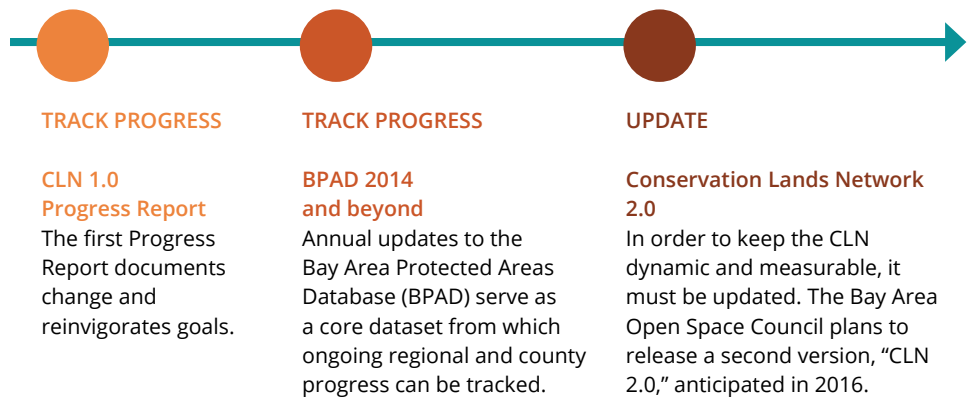 TRACK PROGRESS
CLN 1.0
Progress Report
The first Progress
Report documents
change and
reinvigorates goals.
TRACK PROGRESS
BPAD 2014
and beyond
Annual updates to the
Bay Area Protected Areas
Database (BPAD) serve as
a core dataset from which
ongoing regional and county
progress can be tracked.
UPDATE
Conservation Lands Network
2.0
In order to keep the CLN
dynamic and measurable, it
must be updated. The Bay Area
Open Space Council plans to
release a second version, “CLN
2.0,” anticipated in 2016.